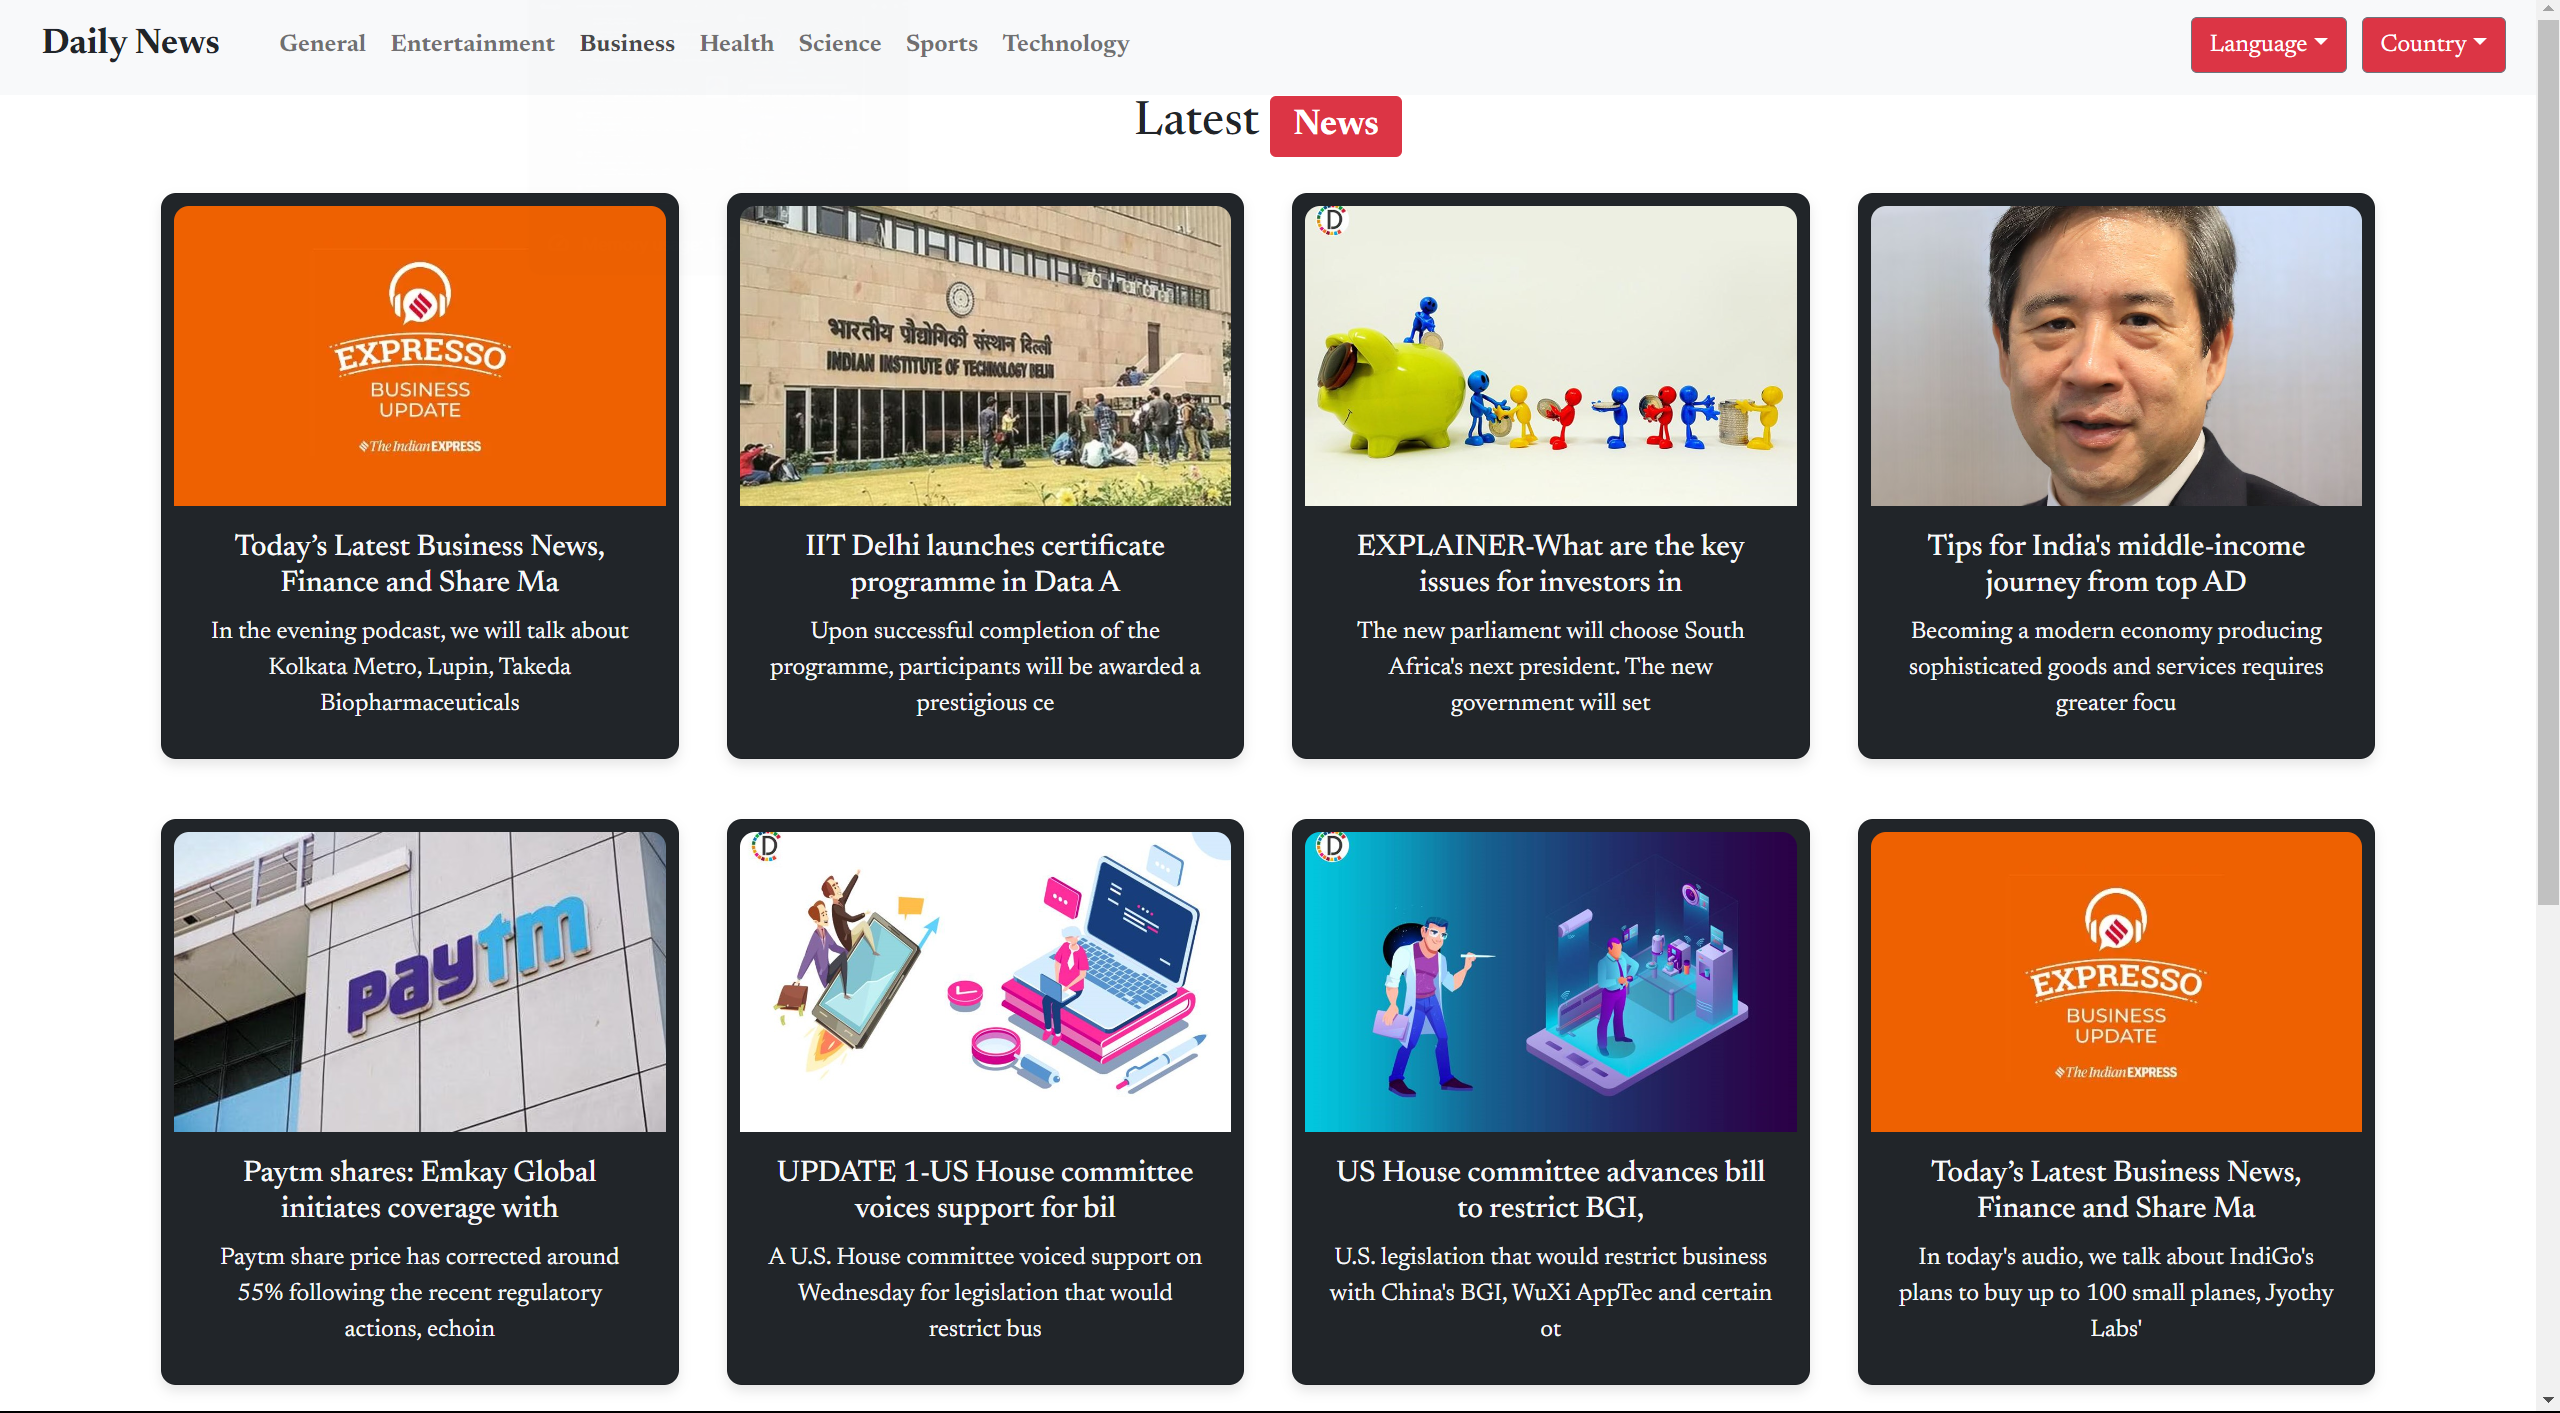 Daily News
General Entertainment Business Health Science Sports Technology
Language
Country
Latest News
EXPRESSO
BUSINESS
UPDATE
The Indian EXPRESS
Today’s Latest Business News,
Finance and Share Ma
In the evening podcast, we will talk about
Kolkata Metro, Lupin, Takeda
Biopharmaceuticals
भारतीय प्रौद्योगिकी संस्थान दिल्ली
INDIAN INSTITUTE OF TECHNOLOGY DELHI
IIT Delhi launches certificate
programme in Data A
Upon successful completion of the
programme, participants will be awarded a
prestigious ce
D
EXPLAINER-What are the key
issues for investors in
The new parliament will choose South
Africa's next president. The new
government will set
Tips for India's middle-income
journey from top AD
Becoming a modern economy producing
sophisticated goods and services requires
greater focu
paytm
Paytm shares: Emkay Global
initiates coverage with
Paytm share price has corrected around
55% following the recent regulatory
actions, echoin
D
UPDATE 1-US House committee
voices support for bil
A U.S. House committee voiced support on
Wednesday for legislation that would
restrict bus
D
US House committee advances bill
to restrict BGI,
U.S. legislation that would restrict business
with China's BGI, WuXi AppTec and certain
ot
EXPRESSO
BUSINESS
UPDATE
The Indian EXPRESS
Today’s Latest Business News,
Finance and Share Ma
In today's audio, we talk about IndiGo's
plans to buy up to 100 small planes, Jyothy
Labs'